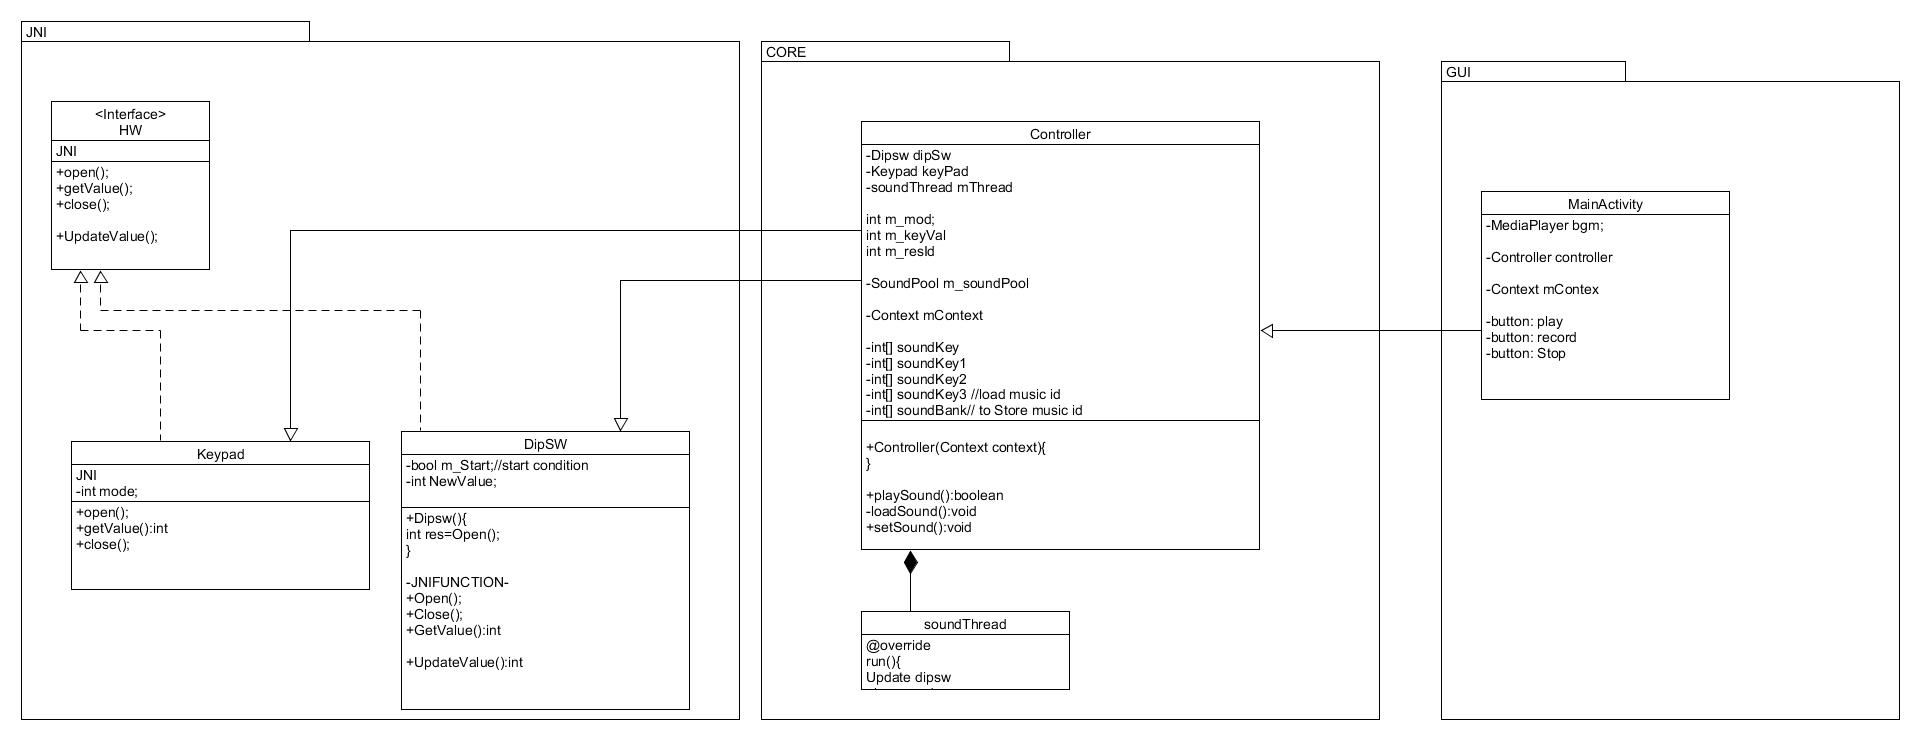 JNI
<Interface>
HW
JNI
+open();
+getValue();
+close();
+UpdateValue();
Keypad
JNI
-int mode;
+open();
+getValue():int
+close();
DipSW
-bool m_Start;//start condition
-int NewValue;
+Dipsw(){
int res=Open();
}
-JNIFUNCTION-
+Open();
+Close();
+GetValue():int
+UpdateValue():int
CORE
Controller
-Dipsw dipSw
-Keypad keyPad
-soundThread mThread
int m_mod;
int m_keyVal
int m_resId
-SoundPool m_soundPool
-Context mContext
-int[] soundKey
-int[] soundKey1
-int[] soundKey2
-int[] soundKey3 //load music id
-int[] soundBank// to Store music id
+Controller(Context context){
}
+playSound():boolean
-loadSound():void
+setSound():void
soundThread
@override
run(){
Update dipsw
GUI
MainActivity
-MediaPlayer bgm;
-Controller controller
-Context mContex
-button: play
-button: record
-button: Stop